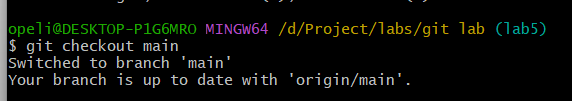 opeli@DESKTOP-P1G6MRO MINGW64 /d/Project/labs/git lab (lab5)
$ git checkout main
Switched to branch 'main'
Your branch is up to date with 'origin/main'.